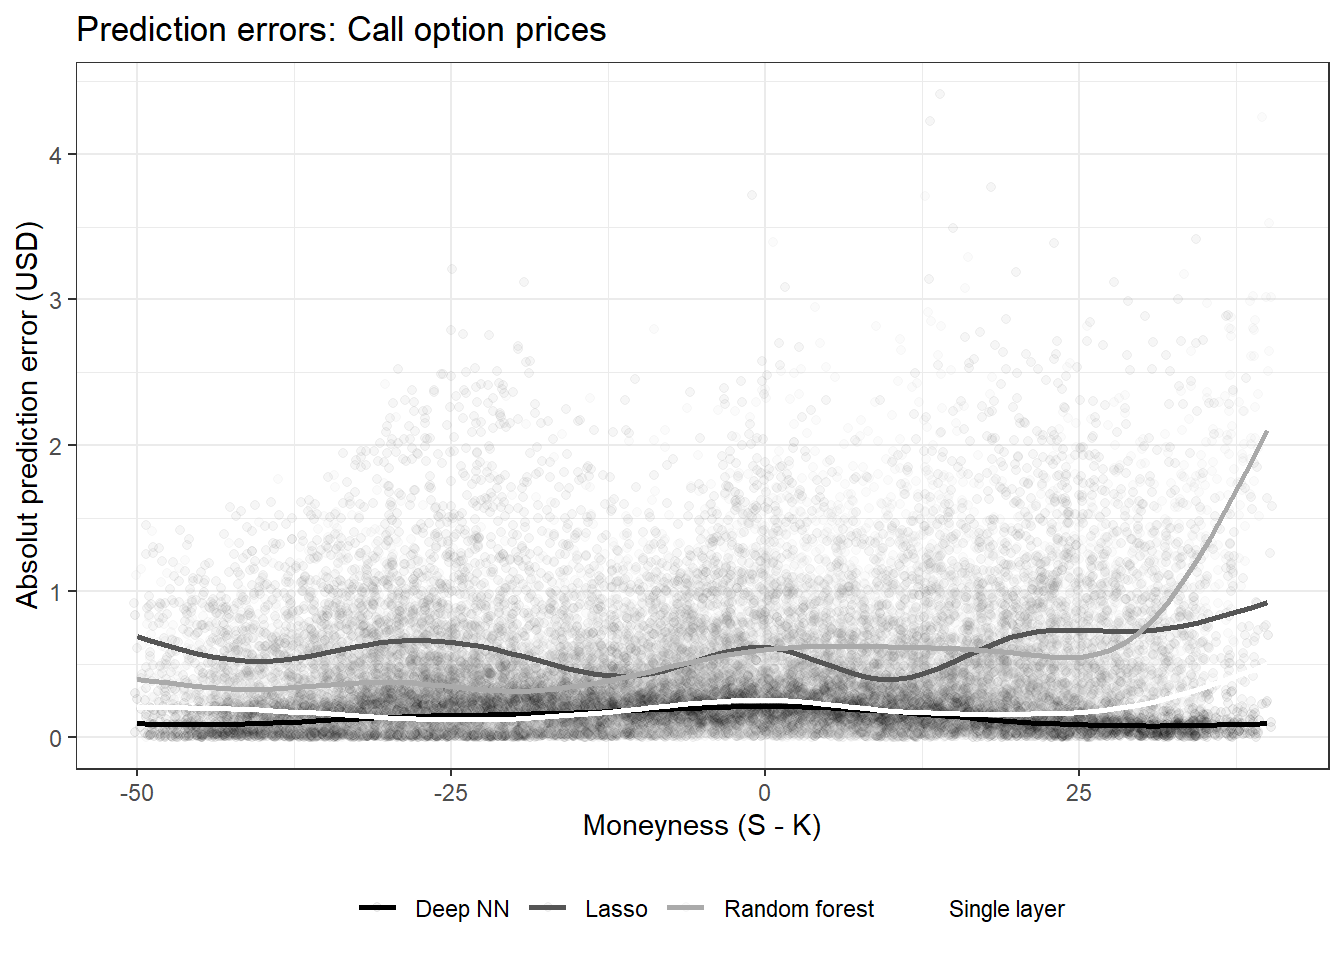 Prediction errors: Call option prices
Absolut prediction error (USD)
4
3
2
1
0
-50
-25
0
25
Moneyness (S - K)
Deep NN
Lasso
Random forest
Single layer